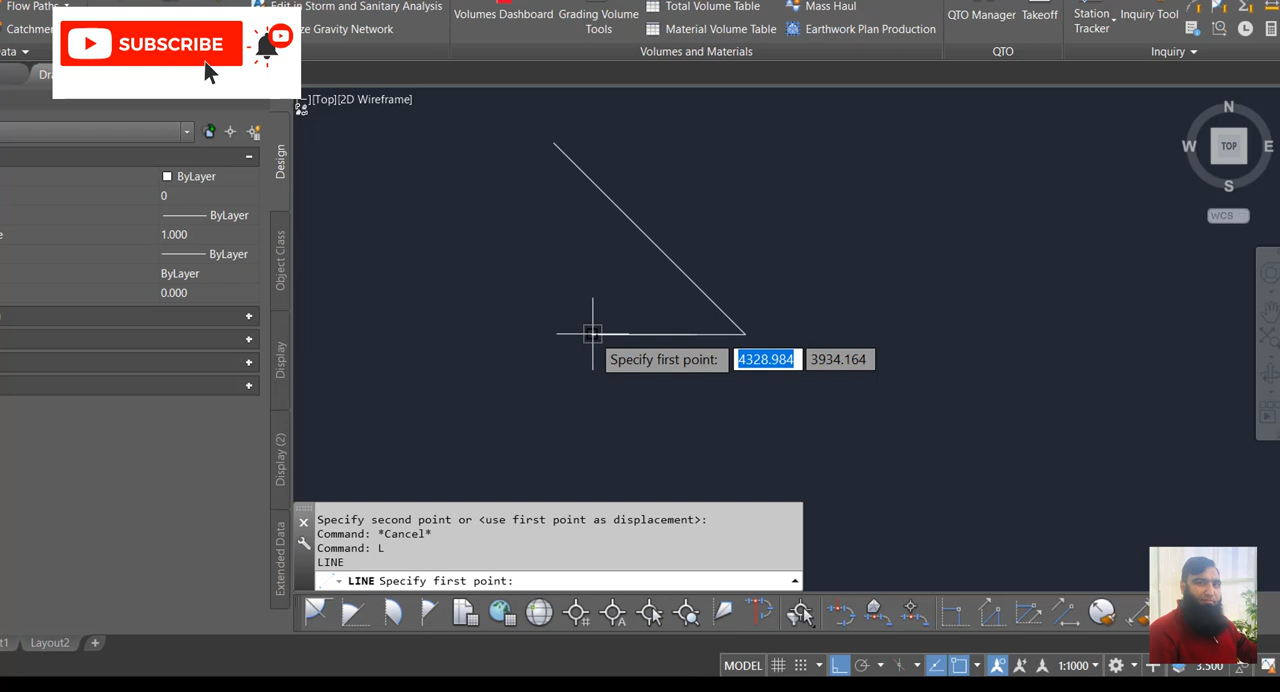 Flow Paths
Edit in Storm and Sanitary Analysis
Catchmen
ze Gravity Network
ata
SUBSCRIBE
Volumes Dashboard
Grading Volume
Tools
Total Volume Table
Material Volume Table
Mass Haul
Earthwork Plan Production
Volumes and Materials
QTO Manager
Takeoff
QTO
Station
Tracker
Inquiry Tool
Inquiry
Dra
][Top][2D Wireframe]
N
W
TOP
E
S
WCS
ByLayer
0
ByLayer
e
1.000
ByLayer
ByLayer
0.000
Design
Object Class
Display
Display (2)
Extended Data
Specify first point:
4328.984
3934.164
Specify second point or <use first point as displacement>:
Command: *Cancel*
Command: L
LINE
LINE Specify first point:
t1
Layout2
+
MODEL
1:1000
3.500